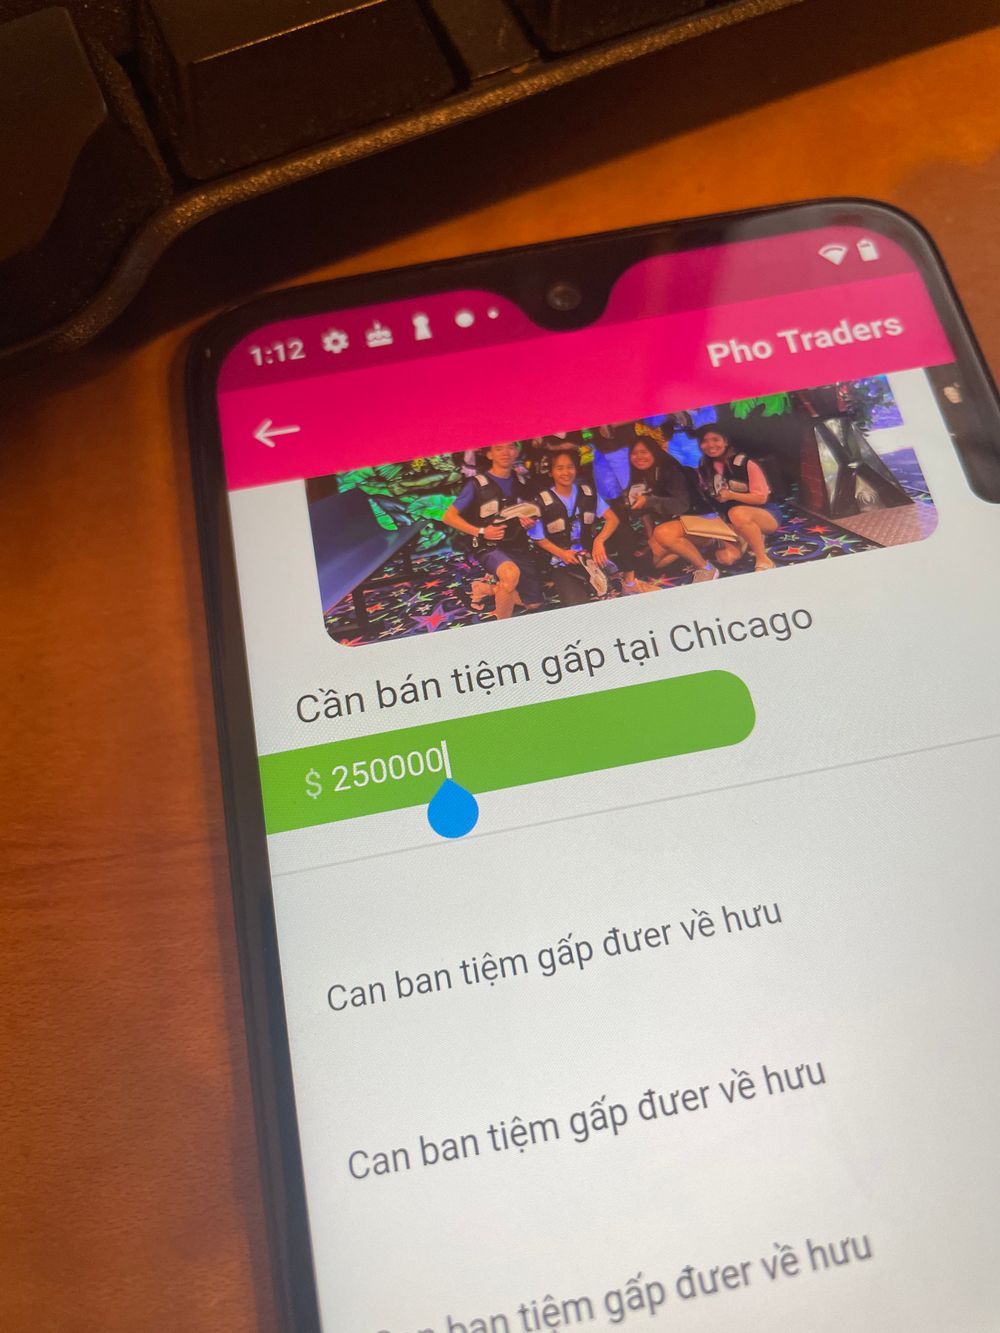 1:12
Pho Traders
Cần bán tiệm gấp tại Chicago
$ 250000
Can ban tiệm gấp đưer về hưu
Can ban tiệm gấp đưer về hưu
ban tiệm gấp đưer về hưu